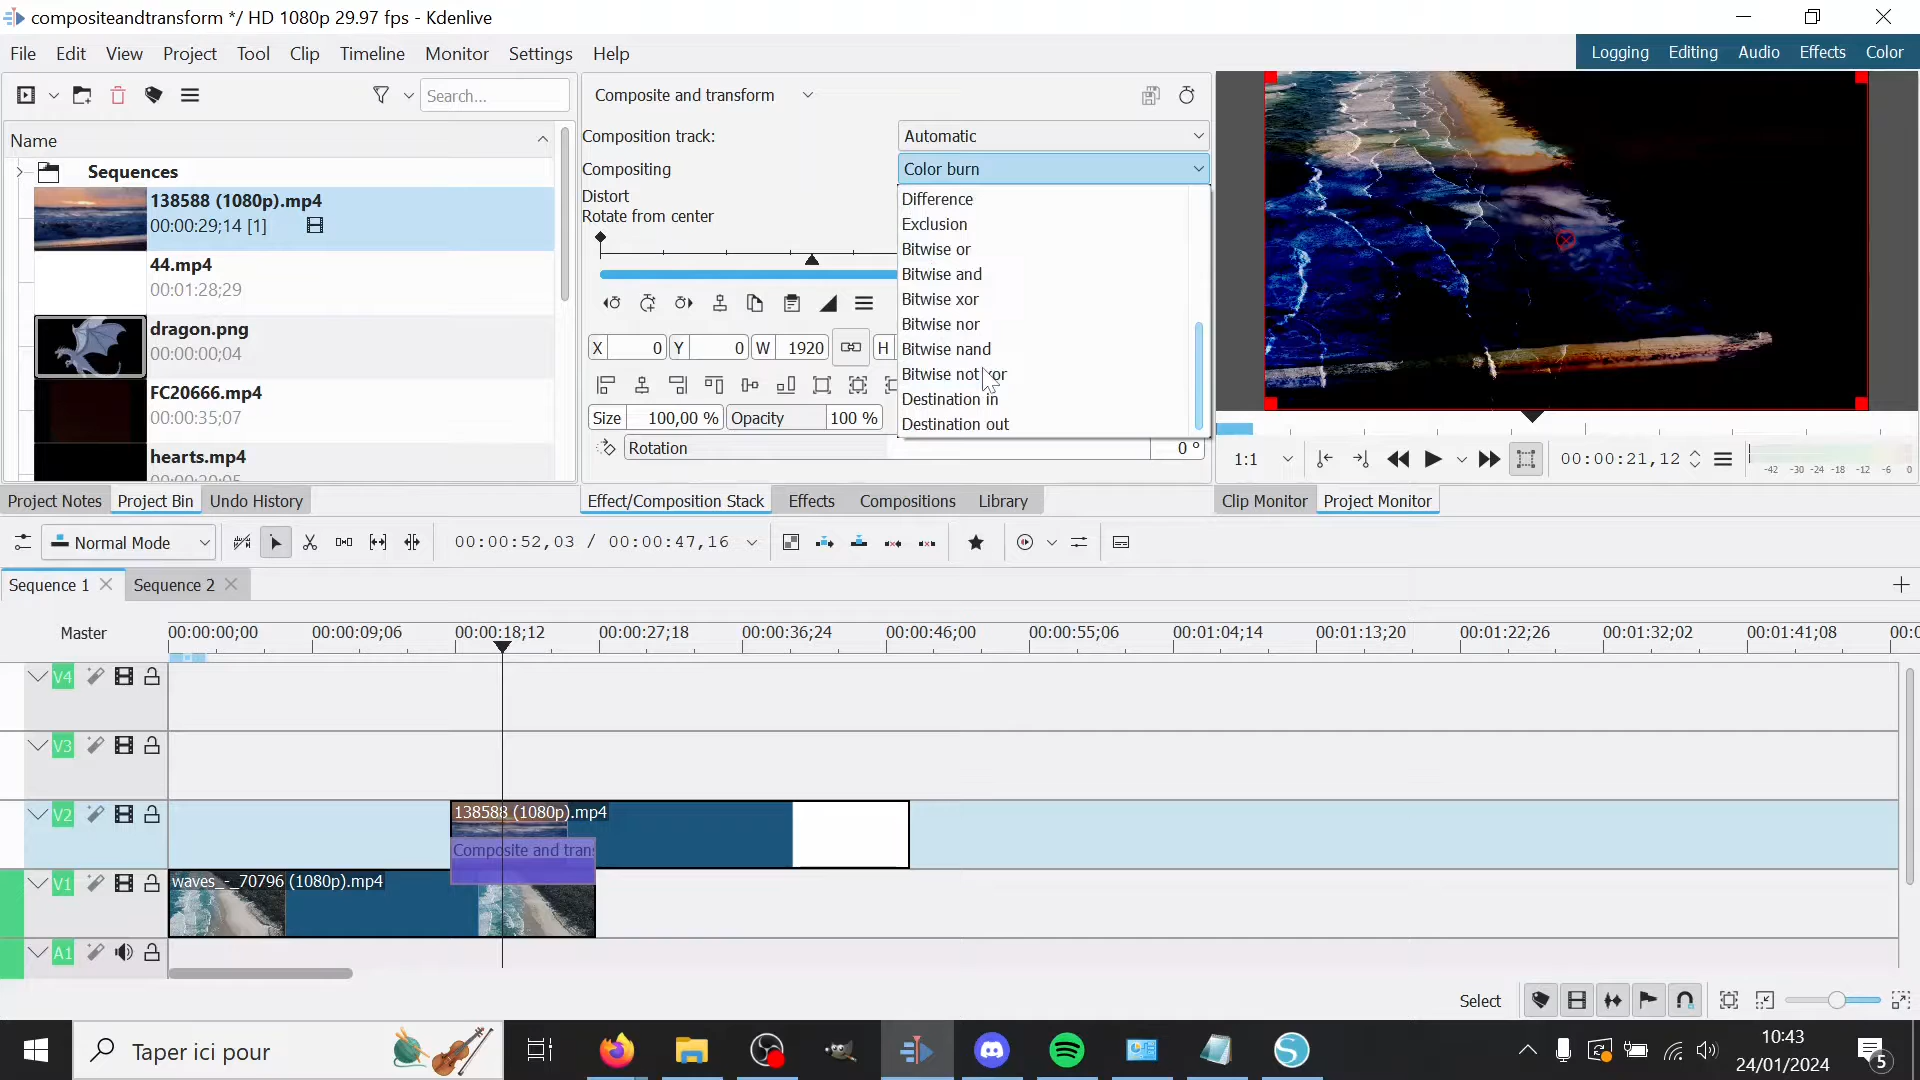 compositeandtransform */ HD 1080p 29.97 fps - Kdenlive
File Edit View Project Tool Clip Timeline Monitor Settings Help
Logging Editing Audio Effects Color
Search...
Name
Sequences
138588 (1080p).mp4
00:00:29;14 [1]
44.mp4
00:01:28;29
dragon.png
00:00:00;04
FC20666.mp4
00:00:35;07
hearts.mp4
Project Notes Project Bin Undo History
Composite and transform
Composition track: Automatic
Compositing Color burn
Distort
Rotate from center
Difference
Exclusion
Bitwise or
Bitwise and
Bitwise xor
Bitwise nor
Bitwise nand
Bitwise not xor
Destination in
Destination out
X 0 Y 0 W 1920 H
Size 100,00 % Opacity 100 %
Rotation 0 °
Effect/Composition Stack Effects Compositions Library
1:1 00:00:21,12
-42 -30 -24 -18 -12 -6 0
Clip Monitor Project Monitor
Normal Mode 00:00:52,03 / 00:00:47,16
Sequence 1 Sequence 2
Master
00:00:00;00 00:00:09;06 00:00:18;12 00:00:27;18 00:00:36;24 00:00:46;00 00:00:55;06 00:01:04;14 00:01:13;20 00:01:22;26 00:01:32;02 00:01:41;08 00:0
V4
V3
V2
138588 (1080p).mp4
Composite and tran
V1
waves_-_70796 (1080p).mp4
A1
Select
Taper ici pour
10:43
24/01/2024
5